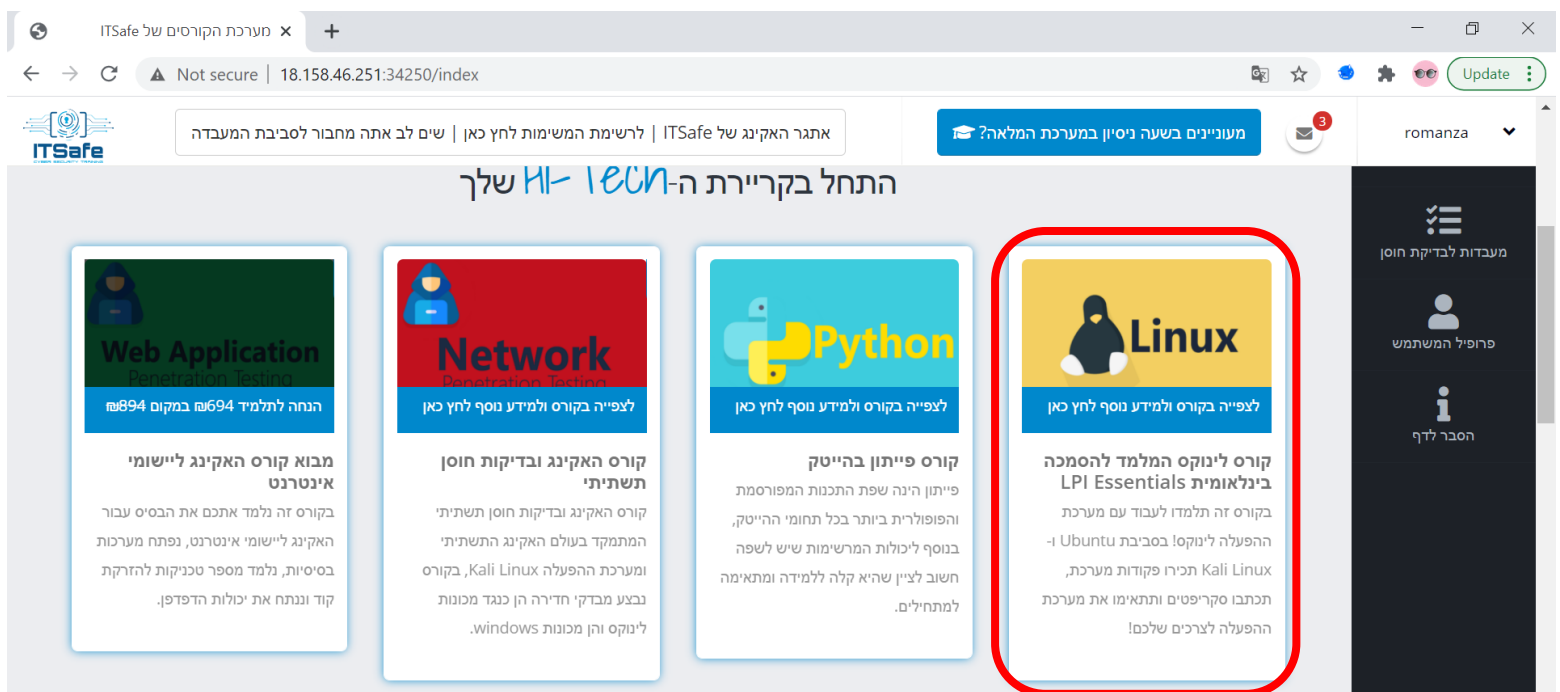 מערכת הקורסים של ITSafe
Not secure | 18.158.46.251:34250/index
Update
ITSafe
CYBER SECURITY TRAINING
אתגר האקינג של ITSafe | לרשימת המשימות לחץ כאן | שים לב אתה מחבור לסביבת המעבדה
מעוניינים בשעה ניסיון במערכת המלאה?
3
romanza
התחל בקריירת ה-Hi-Tech שלך
מעבדות לבדיקת חוסן
פרופיל המשתמש
הסבר לדף
Linux
לצפייה בקורס ולמידע נוסף לחץ כאן
קורס לינוקס המלמד להסמכה
בינלאומית LPI Essentials
בקורס זה תלמדו לעבוד עם מערכת
ההפעלה לינוקס! בסביבת Ubuntu ו-
Kali Linux תכירו פקודות מערכת,
תכתבו סקריפטים ותתאימו את מערכת
ההפעלה לצרכים שלכם!
Python
לצפייה בקורס ולמידע נוסף לחץ כאן
קורס פייתון בהייטק
פייתון הינה שפת התכנות המפורסמת
והפופולרית ביותר בכל תחומי ההייטק,
בנוסף ליכולות המרשימות שיש לשפה
חשוב לציין שהיא קלה ללמידה ומתאימה
למתחילים.
Network
Penetration Testing
לצפייה בקורס ולמידע נוסף לחץ כאן
קורס האקינג ובדיקות חוסן
תשתיתי
קורס האקינג ובדיקות חוסן תשתיתי
המתמקד בעולם האקינג התשתיתי
ומערכת ההפעלה Kali Linux, בקורס
נבצע מבדקי חדירה הן כנגד מכונות
לינוקס והן מכונות windows.
Web Application
Penetration Testing
הנחה לתלמיד 694₪ במקום 894₪
מבוא קורס האקינג ליישומי
אינטרנט
בקורס זה נלמד אתכם את הבסיס עבור
האקינג ליישומי אינטרנט, נפתח מערכות
בסיסיות, נלמד מספר טכניקות להזרקת
קוד וננתח את יכולות הדפדפן.